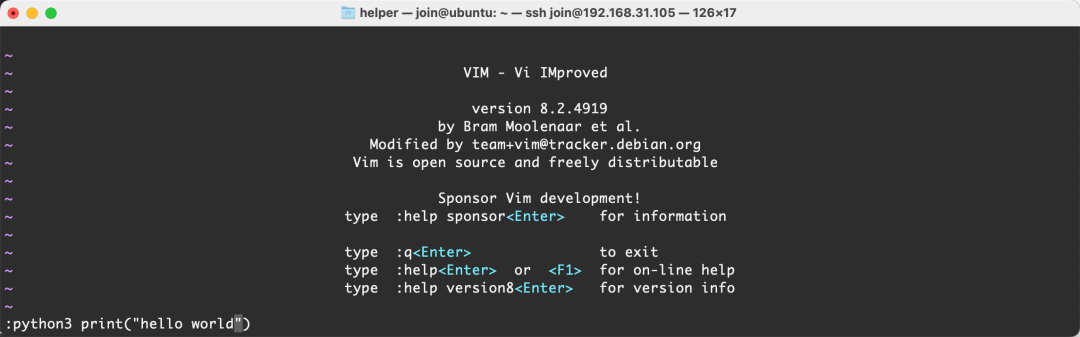 helper — join@ubuntu: ~ — ssh join@192.168.31.105 — 126×17
~
~
VIM - Vi IMproved
~
~
version 8.2.4919
~
by Bram Moolenaar et al.
~
Modified by team+vim@tracker.debian.org
~
Vim is open source and freely distributable
~
~
Sponsor Vim development!
~
type :help sponsor<Enter> for information
~
~
type :q<Enter> to exit
~
type :help<Enter> or <F1> for on-line help
~
type :help version8<Enter> for version info
~
:python3 print("hello world")